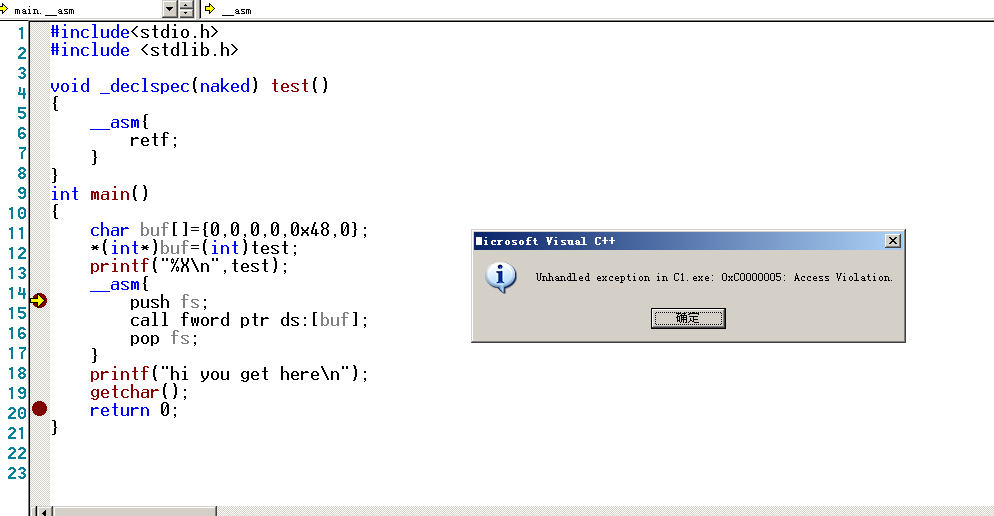 main.__asm __asm
1 #include<stdio.h>
2 #include <stdlib.h>
3
4 void _declspec(naked) test()
5 {
6 __asm{
7 retf;
8 }
9 }
10 int main()
11 {
12 char buf[]={0,0,0,0,0x48,0};
13 *(int*)buf=(int)test;
14 printf("%X\n",test);
15 __asm{
16 push fs;
17 call fword ptr ds:[buf];
18 pop fs;
19 }
20 printf("hi you get here\n");
21 getchar();
22 return 0;
23 }
Microsoft Visual C++
Unhandled exception in C1.exe: 0xC0000005: Access Violation.
确定